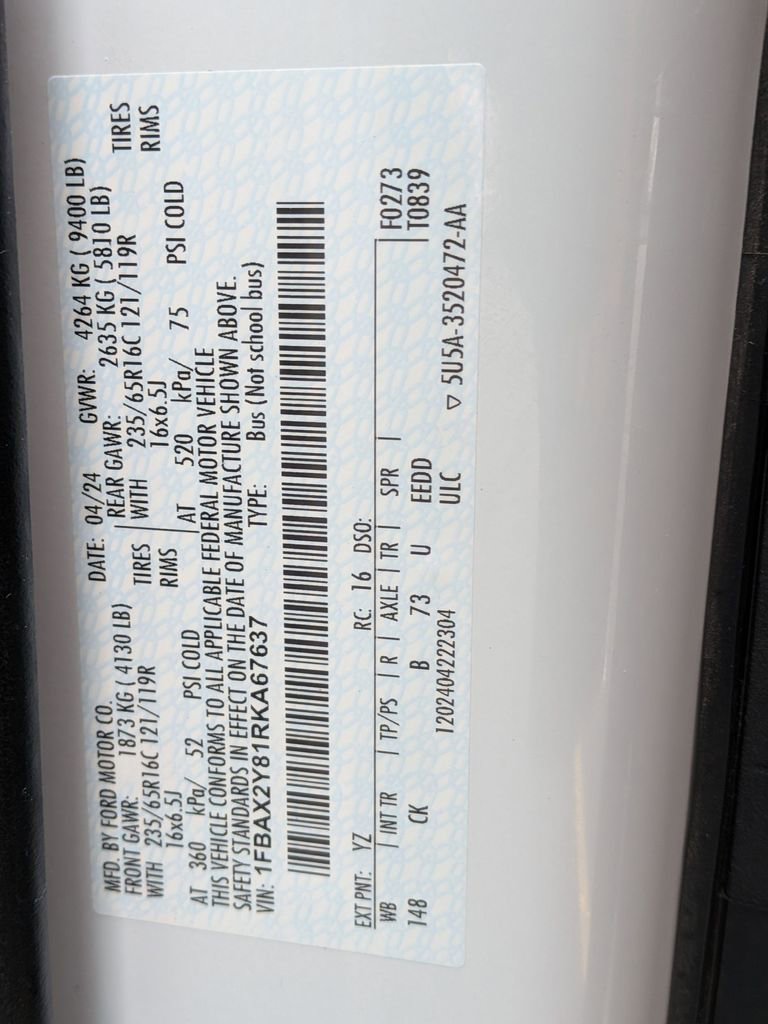 MFD. BY FORD MOTOR CO.
DATE: 04/24 GVWR: 4264 KG ( 9400 LB)
FRONT GAWR: 1873 KG ( 4130 LB) REAR GAWR: 2635 KG ( 5810 LB)
WITH 235/65R16C 121/119R TIRES WITH 235/65R16C 121/119R TIRES
16x6.5J RIMS 16x6.5J RIMS
AT 360 kPa/ 52 PSI COLD AT 520 kPa/ 75 PSI COLD
THIS VEHICLE CONFORMS TO ALL APPLICABLE FEDERAL MOTOR VEHICLE
SAFETY STANDARDS IN EFFECT ON THE DATE OF MANUFACTURE SHOWN ABOVE.
VIN: 1FBAX2Y81RKA67637 TYPE: Bus (Not school bus)
EXT PNT: YZ RC: 16 DSO:
WB INT TR TP/PS R AXLE TR SPR F0273
148 CK B 73 U EEDD T0839
1202404222304 ULC ▽ 5U5A-3520472-AA